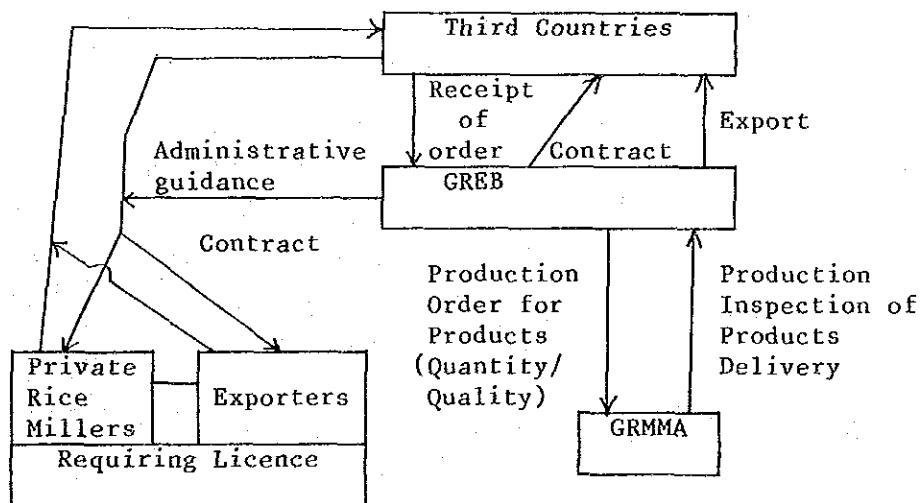 Third Countries
Receipt
of
order
Contract
Export
Administrative
guidance
GREB
Contract
Production
Order for
Products
(Quantity/
Quality)
Production
Inspection of
Products
Delivery
Private
Rice
Millers
Exporters
GRMMA
Requiring Licence